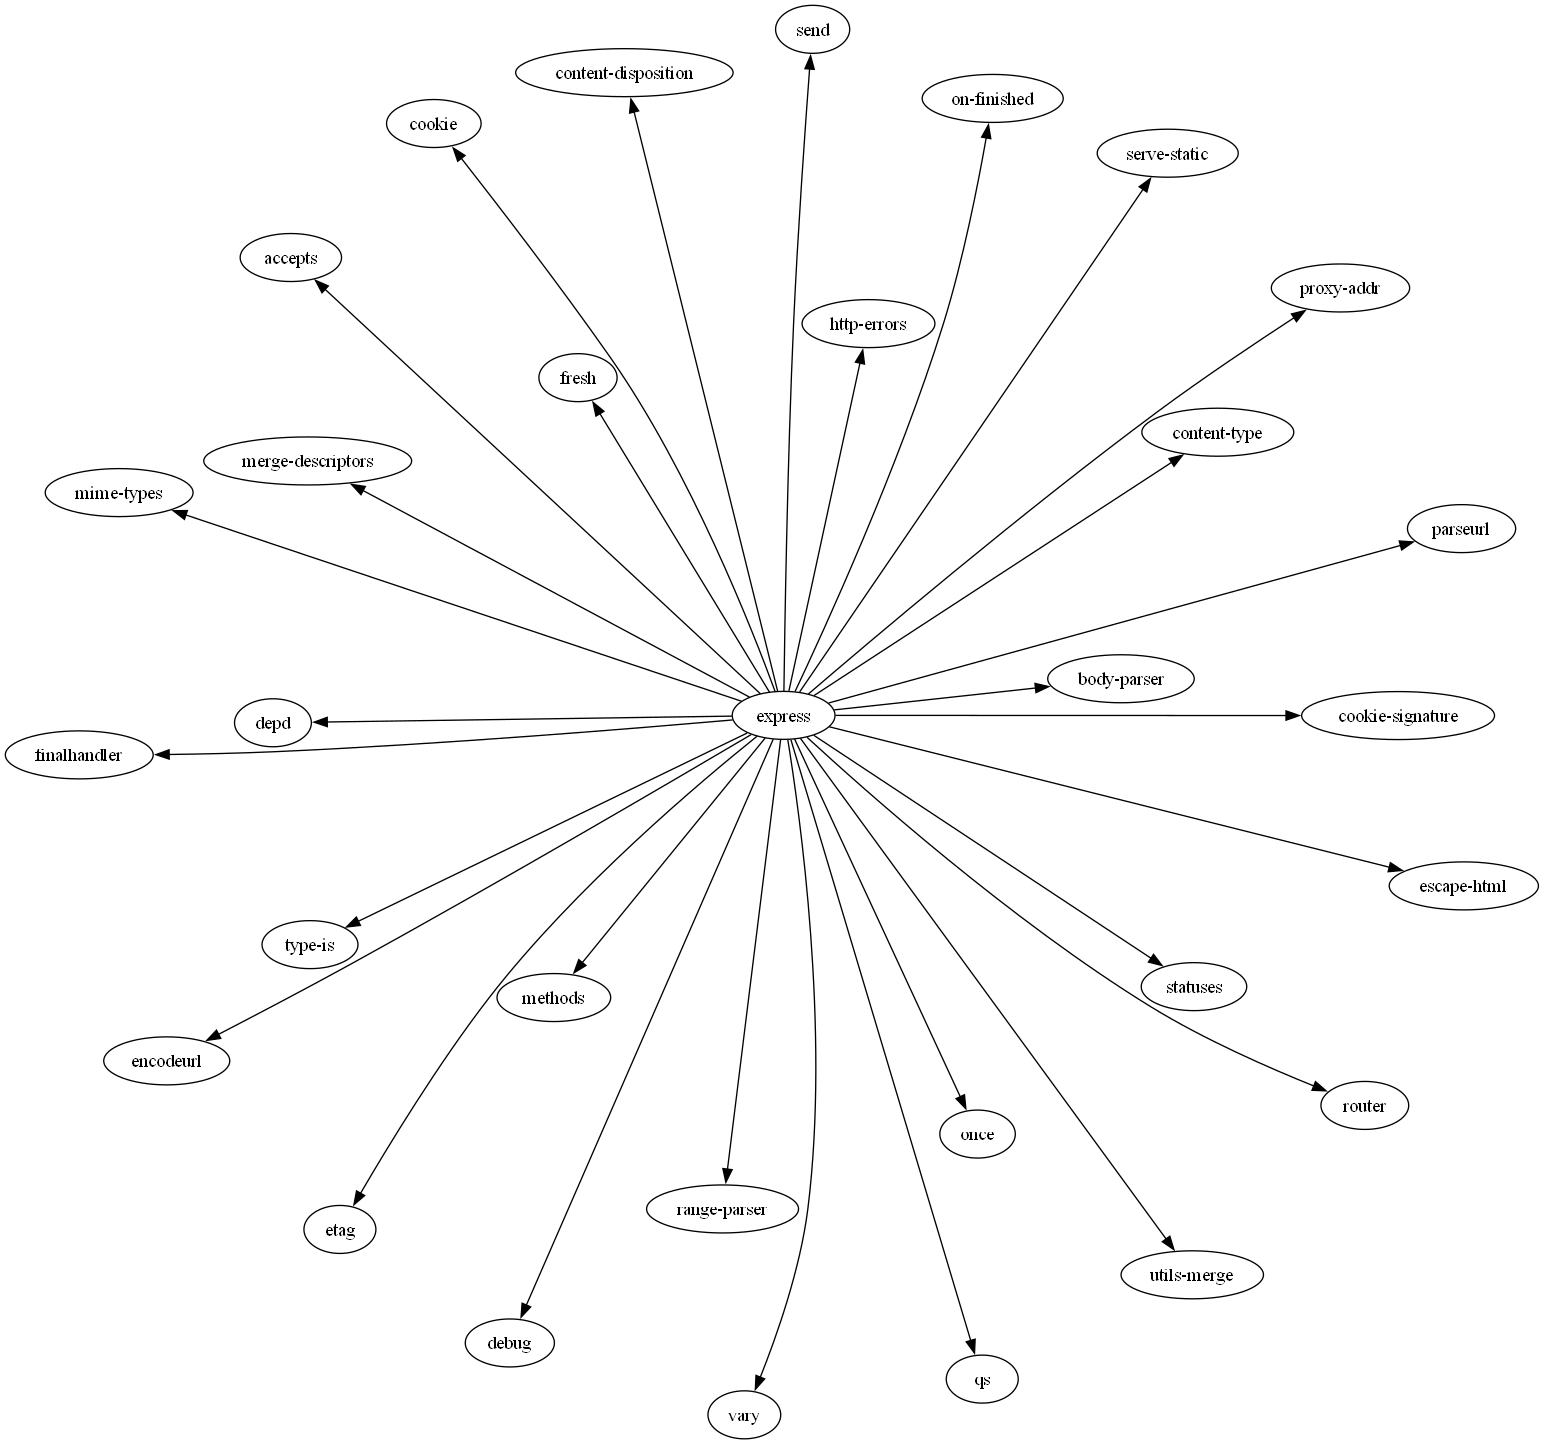 send
content-disposition
on-finished
cookie
serve-static
accepts
proxy-addr
http-errors
fresh
content-type
merge-descriptors
mime-types
parseurl
body-parser
express
cookie-signature
depd
finalhandler
escape-html
type-is
statuses
methods
encodeurl
router
once
range-parser
etag
utils-merge
debug
qs
vary